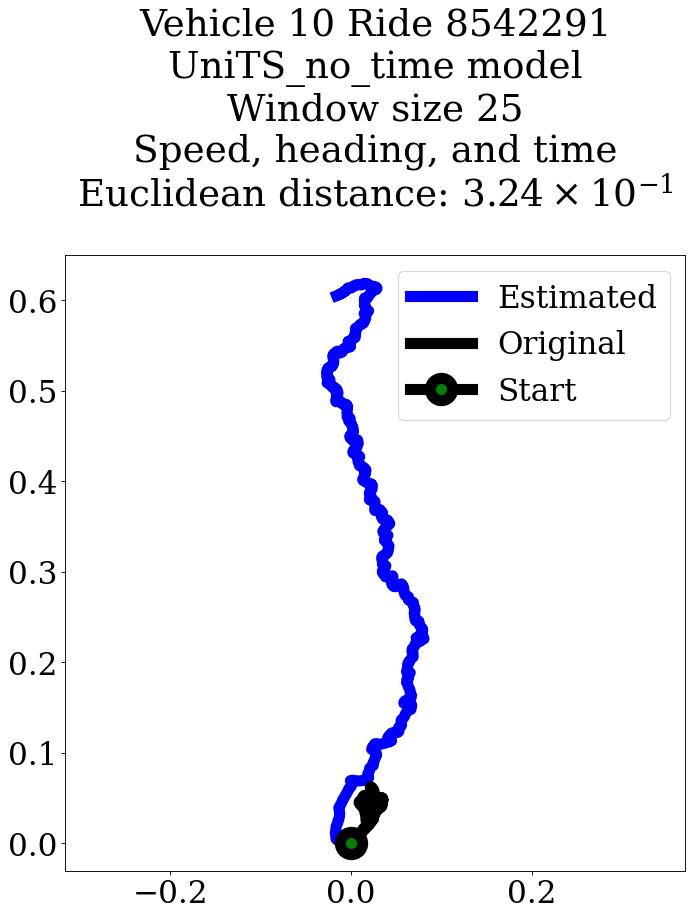 Vehicle 10 Ride 8542291
UniTS_no_time model
Window size 25
Speed, heading, and time
Euclidean distance: 3.24 × 10⁻¹
Estimated
Original
Start
0.6
0.5
0.4
0.3
0.2
0.1
0.0
−0.2 0.0 0.2